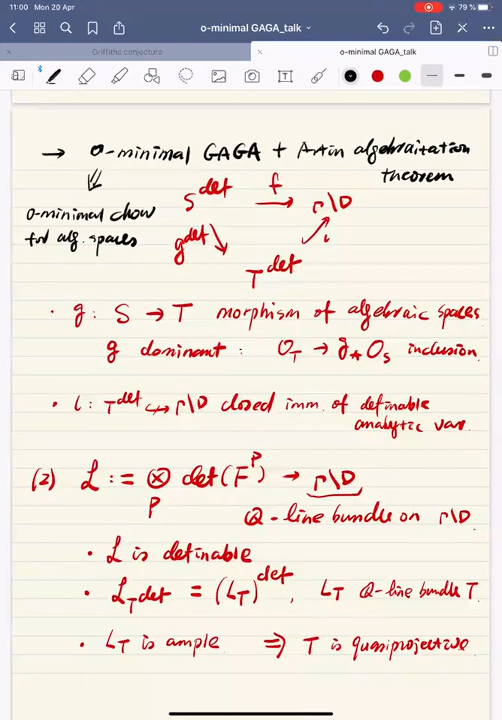 11:00 Mon 20 Apr
79 %
o-minimal GAGA_talk
Griffiths conjecture
o-minimal GAGA_talk
→ o-minimal GAGA + Artin algebraization theorem
o-minimal Chow for alg. spaces
S^def f→ Γ\D
g^def ↘ ↗ i
T^def
· g : S → T morphism of algebraic spaces
g dominant : O_T → g_* O_S inclusion
· i : T^def ↪ Γ\D closed imm. of definable analytic var.
(2) L := ⊗_p det(F^p) → Γ\D
Q-line bundle on Γ\D
· L is definable
· L_T^def = (L_T)^def , L_T Q-line bundle T.
· L_T is ample ⇒ T is quasiprojective